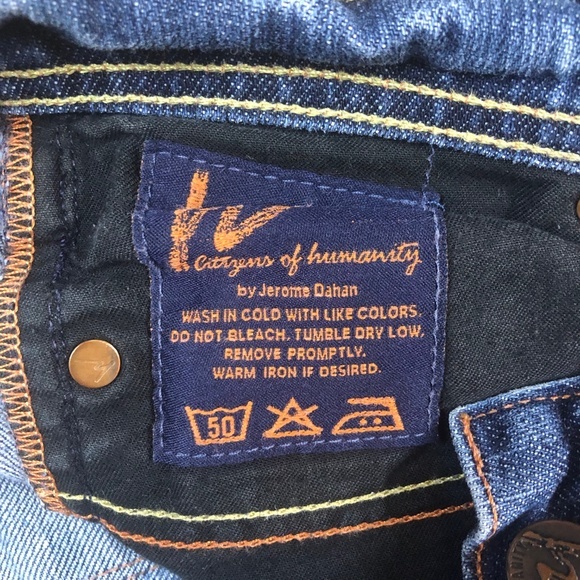 Citizens of humanity
by Jerome Dahan
WASH IN COLD WITH LIKE COLORS.
DO NOT BLEACH. TUMBLE DRY LOW.
REMOVE PROMPTLY.
WARM IRON IF DESIRED.
50